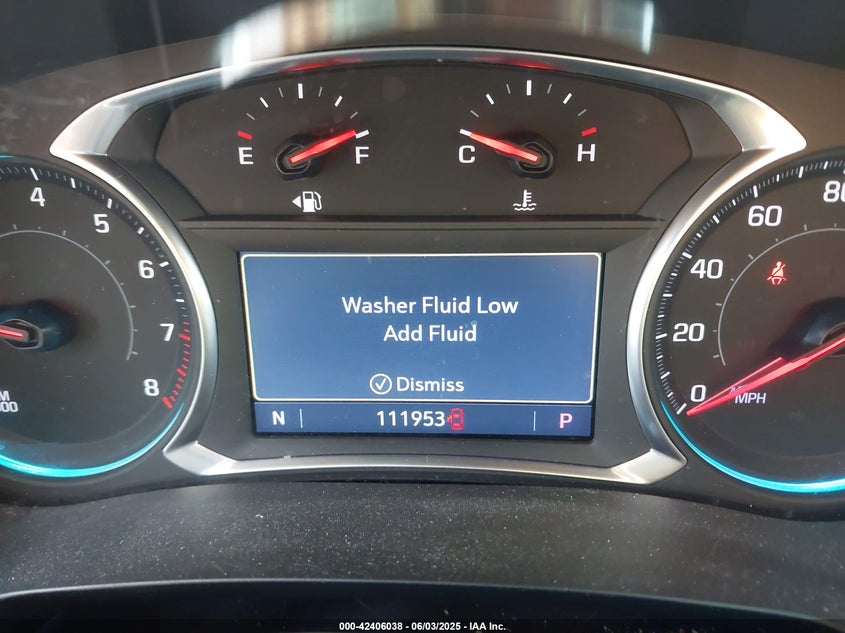 E F
C H
4
5
6
7
8
80
60
40
20
0
MPH
Washer Fluid Low
Add Fluid
Dismiss
N 111953 P
000-42406038 - 06/03/2025 - IAA Inc.